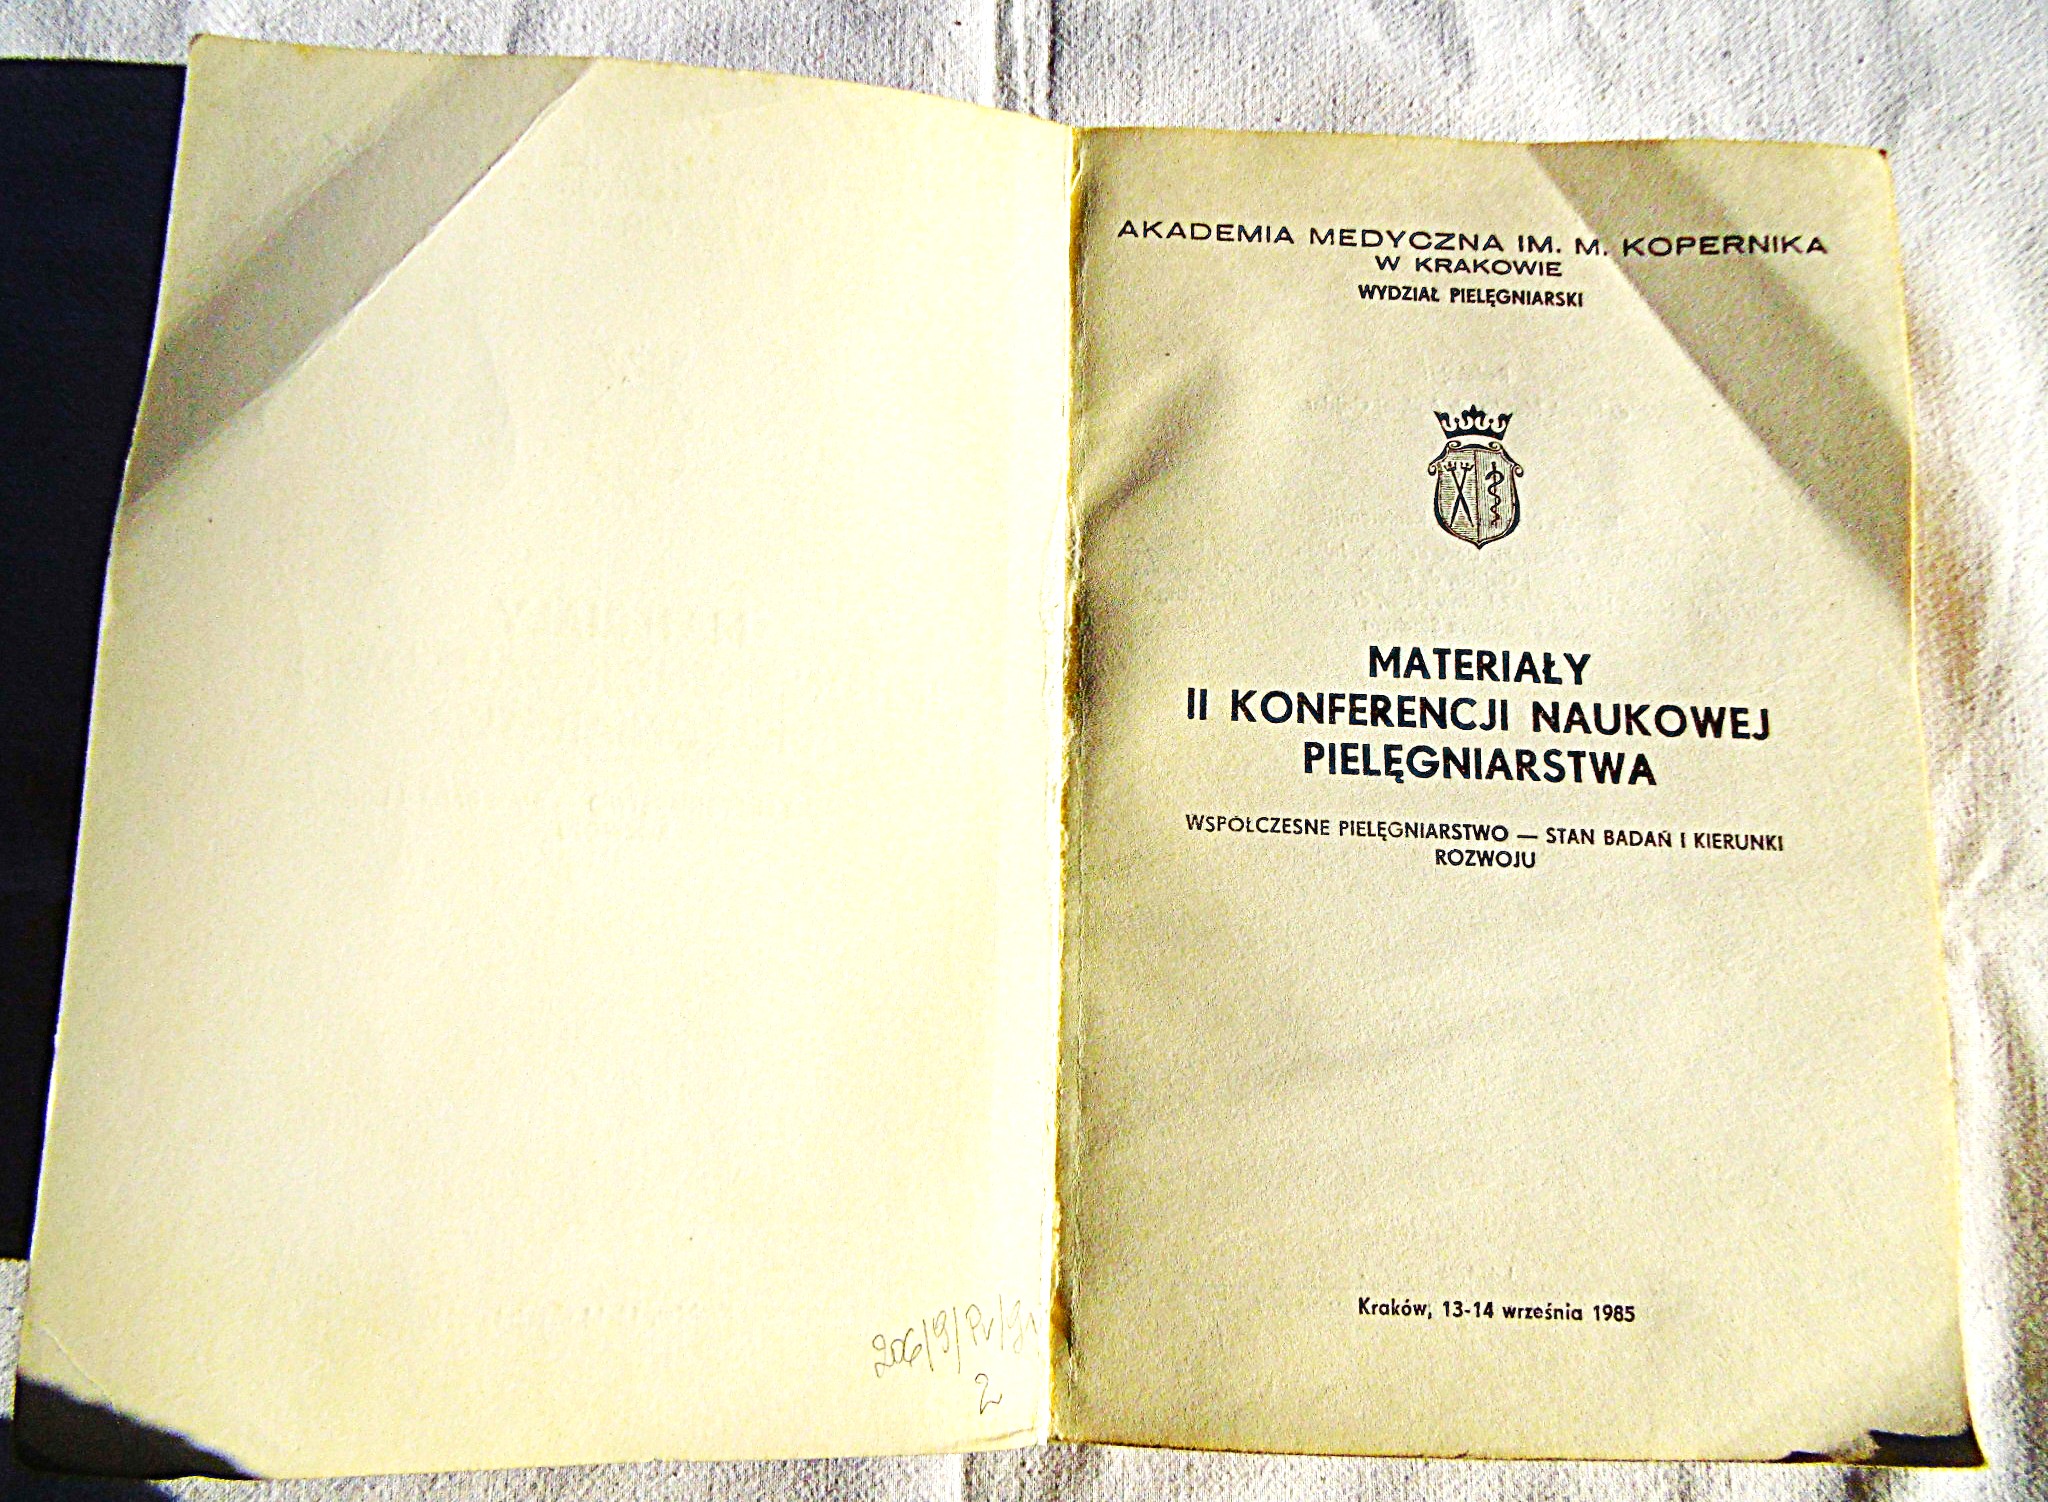 AKADEMIA MEDYCZNA IM. M. KOPERNIKA
W KRAKOWIE
WYDZIAŁ PIELĘGNIARSKI
MATERIAŁY
II KONFERENCJI NAUKOWEJ
PIELĘGNIARSTWA
WSPÓŁCZESNE PIELĘGNIARSTWO — STAN BADAŃ I KIERUNKI
ROZWOJU
Kraków, 13-14 września 1985
2